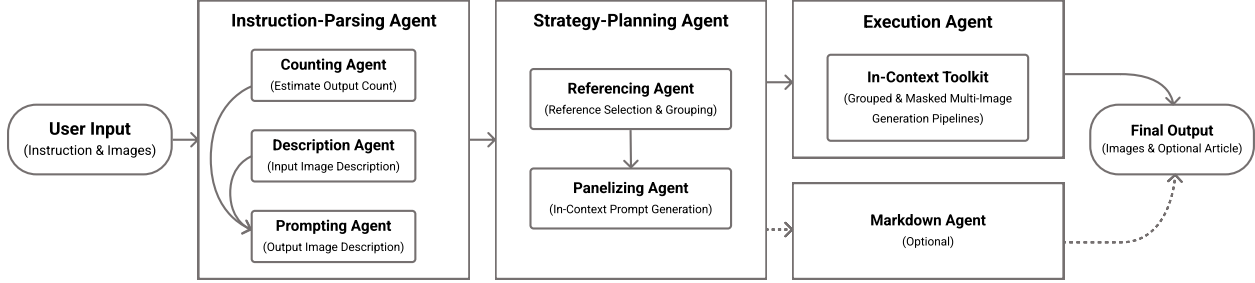 User Input
(Instruction & Images)
Instruction-Parsing Agent
Counting Agent
(Estimate Output Count)
Description Agent
(Input Image Description)
Prompting Agent
(Output Image Description)
Strategy-Planning Agent
Referencing Agent
(Reference Selection & Grouping)
Panelizing Agent
(In-Context Prompt Generation)
Execution Agent
In-Context Toolkit
(Grouped & Masked Multi-Image
Generation Pipelines)
Markdown Agent
(Optional)
Final Output
(Images & Optional Article)